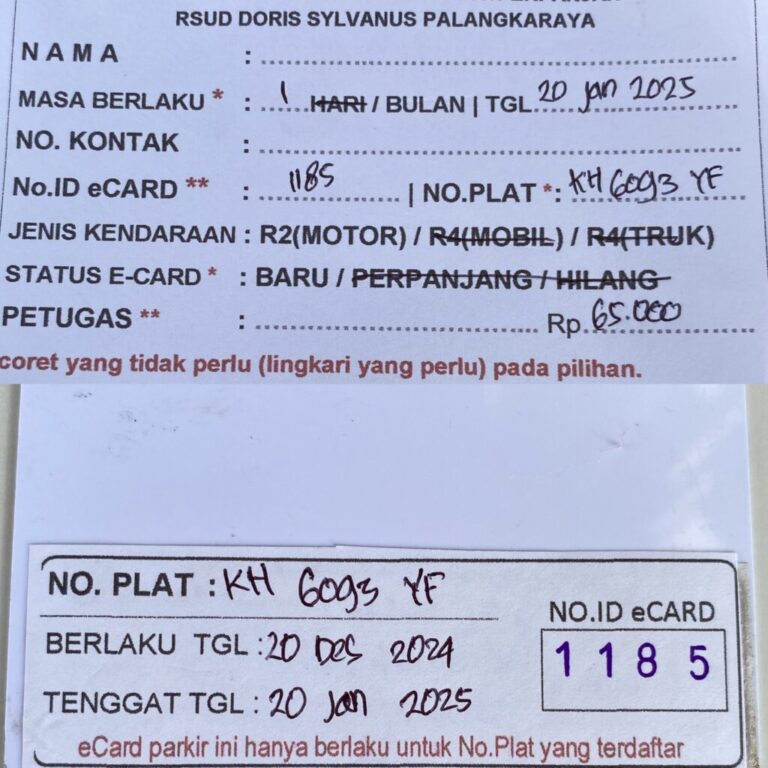 RSUD DORIS SYLVANUS PALANGKARAYA
NAMA :
MASA BERLAKU * : 1 HARI / BULAN | TGL. 20 Jan 2025
NO. KONTAK :
No.ID eCARD ** : 1185 | NO.PLAT *: KH 6093 YF
JENIS KENDARAAN : R2(MOTOR) / R4(MOBIL) / R4(TRUK)
STATUS E-CARD * : BARU / PERPANJANG / HILANG
PETUGAS ** : Rp. 65.000
coret yang tidak perlu (lingkari yang perlu) pada pilihan.
NO. PLAT : KH 6093 YF
BERLAKU TGL : 20 Des 2024
TENGGAT TGL : 20 Jan 2025
NO.ID eCARD
1185
eCard parkir ini hanya berlaku untuk No.Plat yang terdaftar